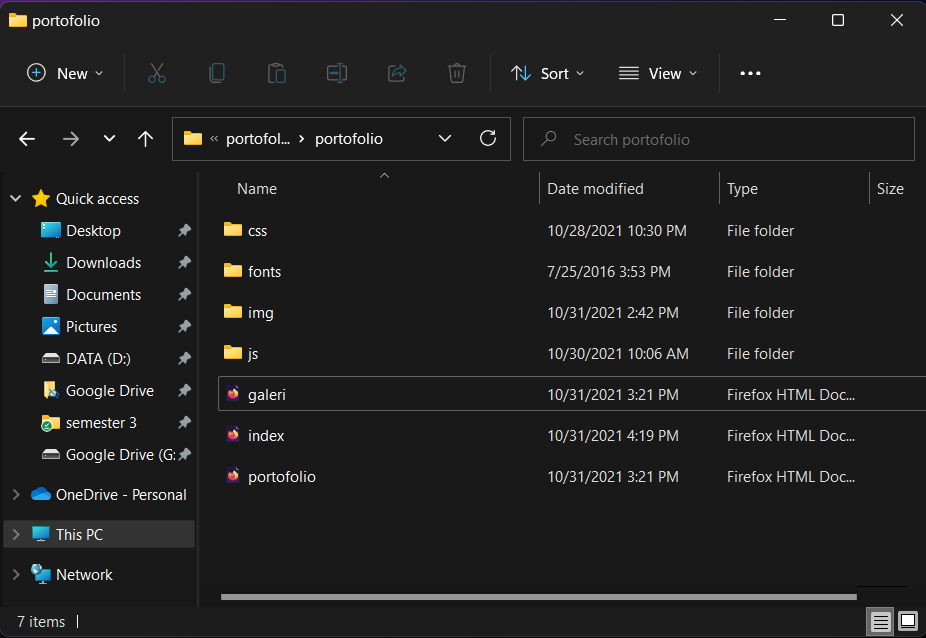 portofolio
New Sort View •••
« portofol... > portofolio Search portofolio
Name Date modified Type Size
Quick access
Desktop
Downloads
Documents
Pictures
DATA (D:)
Google Drive
semester 3
Google Drive (G:
OneDrive - Personal
This PC
Network
css 10/28/2021 10:30 PM File folder
fonts 7/25/2016 3:53 PM File folder
img 10/31/2021 2:42 PM File folder
js 10/30/2021 10:06 AM File folder
galeri 10/31/2021 3:21 PM Firefox HTML Doc...
index 10/31/2021 4:19 PM Firefox HTML Doc...
portofolio 10/31/2021 3:21 PM Firefox HTML Doc...
7 items